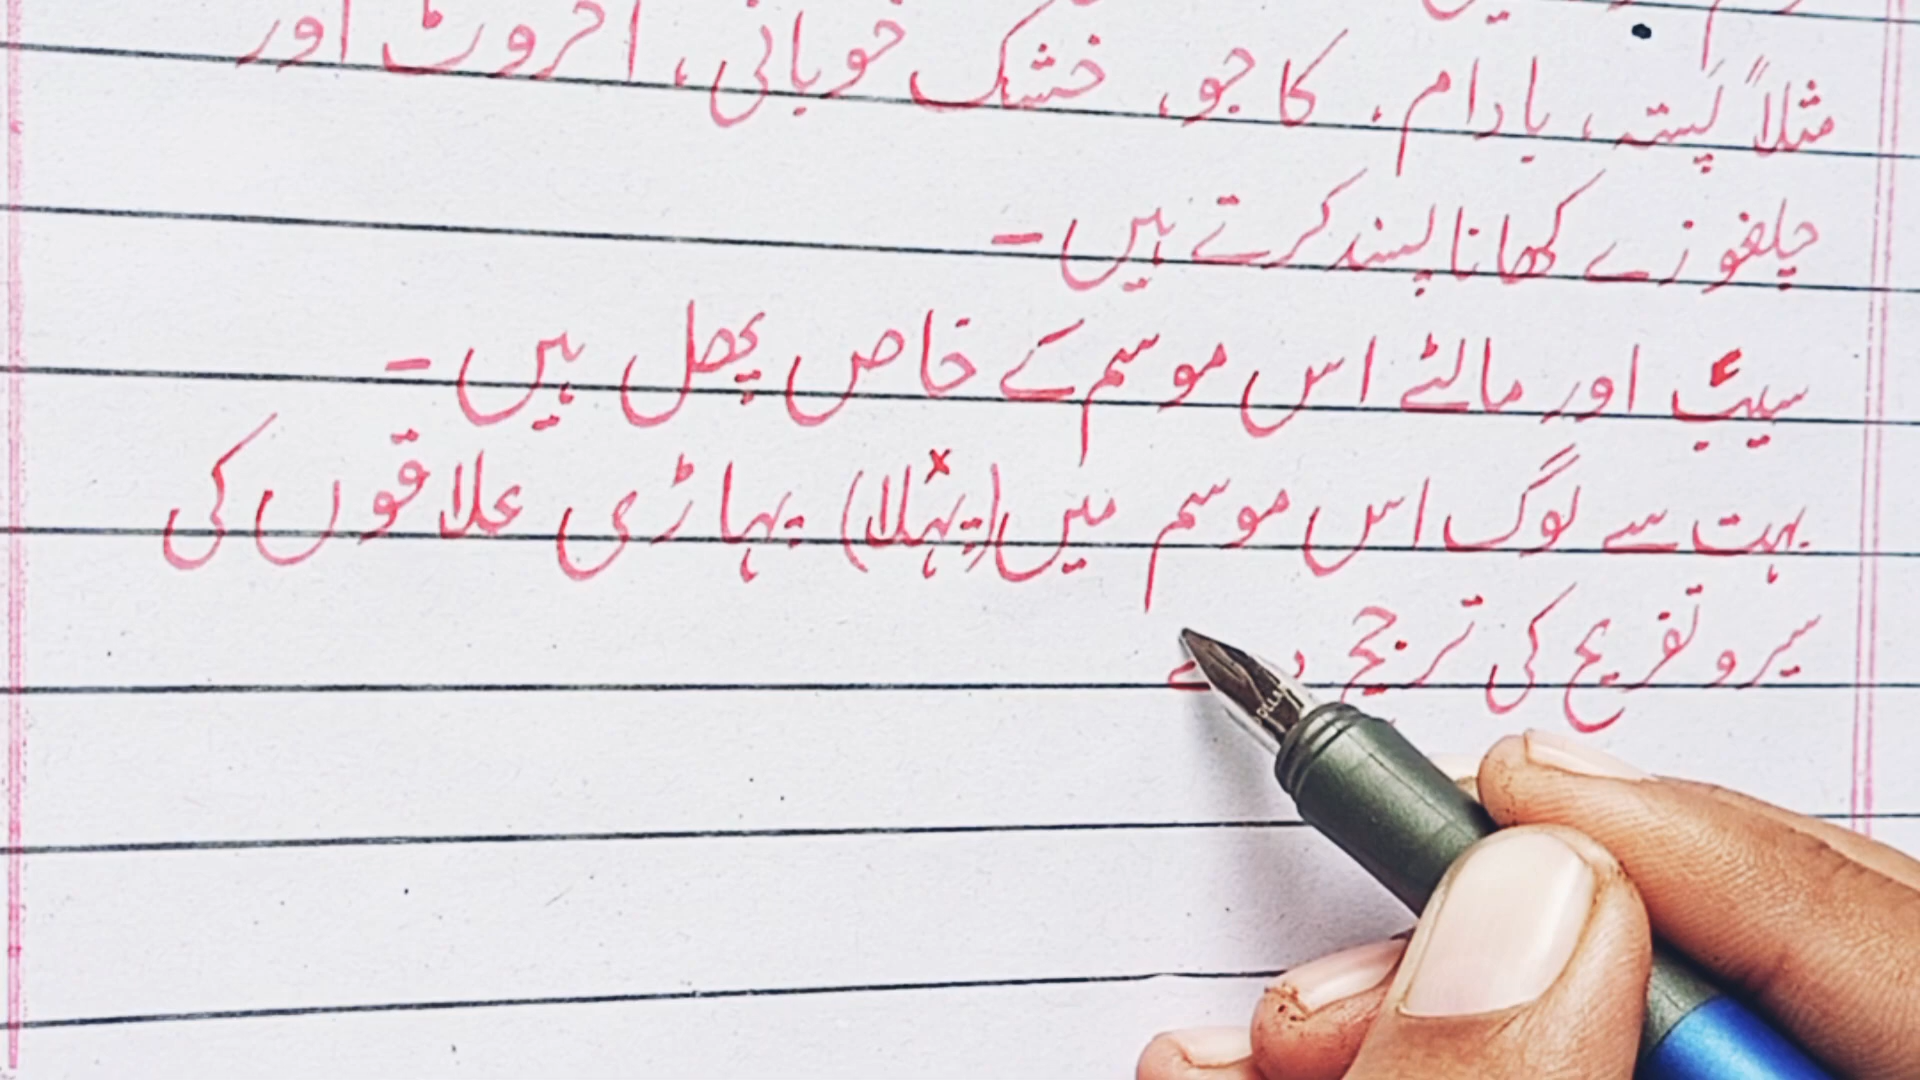 مثلاً پستہ، بادام، کاجو، خشک خوبانی، اخروٹ اور
چلغوزے کھانا پسند کرتے ہیں۔
سیب اور مالٹے اس موسم کے خاص پھل ہیں۔
بہت سے لوگ اس موسم میں (پہلا) پہاڑی علاقوں کی
سیر و تفریح کی ترجیح